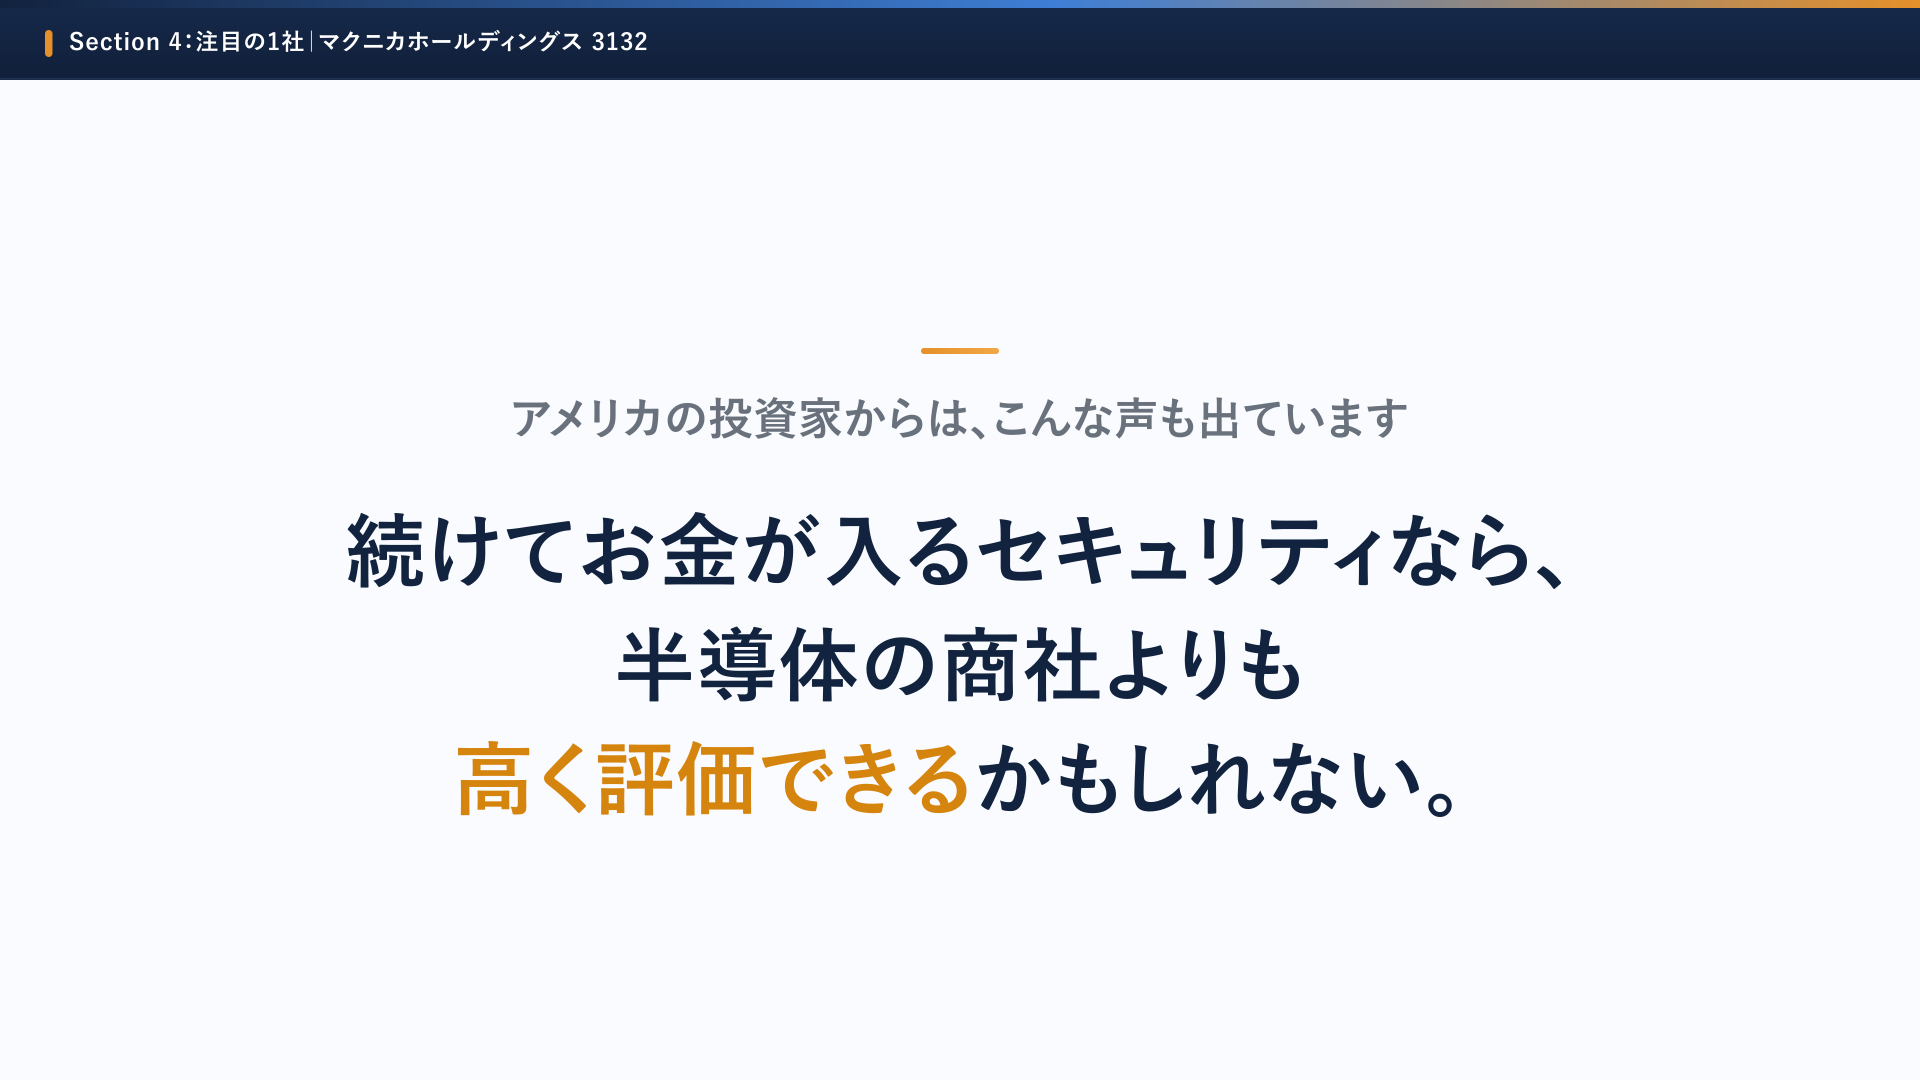 Section 4：注目の1社｜マクニカホールディングス 3132
アメリカの投資家からは、こんな声も出ています
続けてお金が入るセキュリティなら、
半導体の商社よりも
高く評価できるかもしれない。